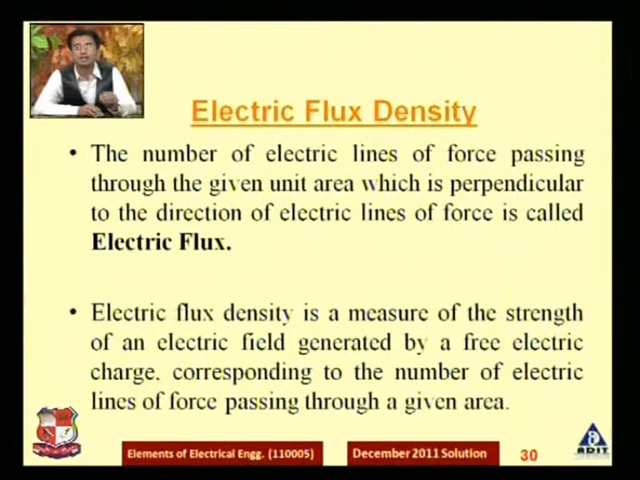 Electric Flux Density
• The number of electric lines of force passing
through the given unit area which is perpendicular
to the direction of electric lines of force is called
Electric Flux.
• Electric flux density is a measure of the strength
of an electric field generated by a free electric
charge, corresponding to the number of electric
lines of force passing through a given area.
Elements of Electrical Engg. (110005)
December 2011 Solution
30
ADIT